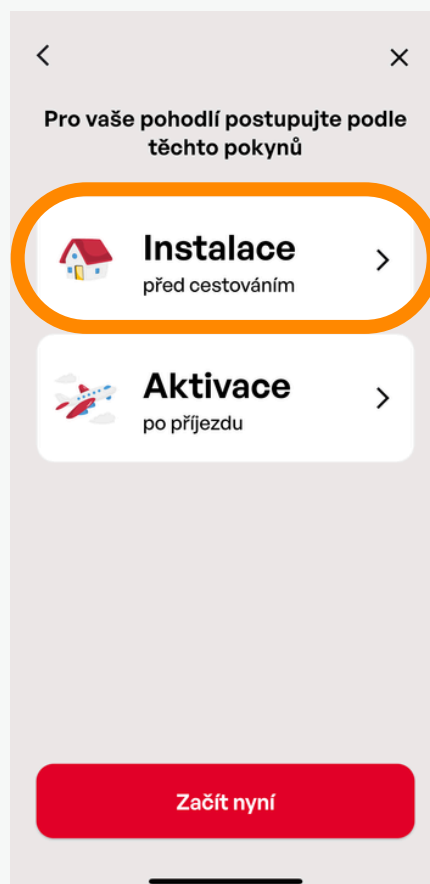 Pro vaše pohodlí postupujte podle
těchto pokynů
Instalace
před cestováním
Aktivace
po příjezdu
Začít nyní